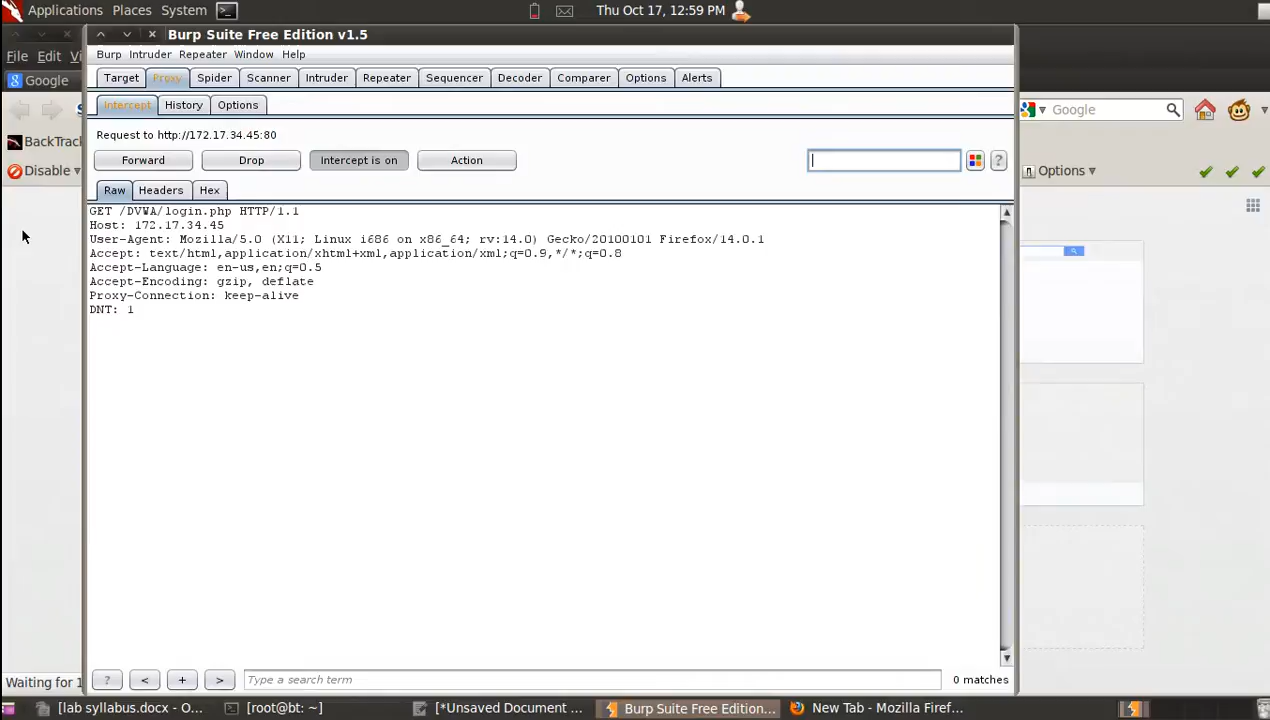 Applications Places System Thu Oct 17, 12:59 PM
Burp Suite Free Edition v1.5
File Edit Vi
Burp Intruder Repeater Window Help
Google
Target Proxy Spider Scanner Intruder Repeater Sequencer Decoder Comparer Options Alerts
Intercept History Options
Google
Request to http://172.17.34.45:80
BackTrack
Forward Drop Intercept is on Action ?
Disable Options
Raw Headers Hex
GET /DVWA/login.php HTTP/1.1
Host: 172.17.34.45
User-Agent: Mozilla/5.0 (X11; Linux i686 on x86_64; rv:14.0) Gecko/20100101 Firefox/14.0.1
Accept: text/html,application/xhtml+xml,application/xml;q=0.9,*/*;q=0.8
Accept-Language: en-us,en;q=0.5
Accept-Encoding: gzip, deflate
Proxy-Connection: keep-alive
DNT: 1
? < + > Type a search term 0 matches
Waiting for 1
[lab syllabus.docx - O... [root@bt: ~] [*Unsaved Document ... Burp Suite Free Edition... New Tab - Mozilla Firef...